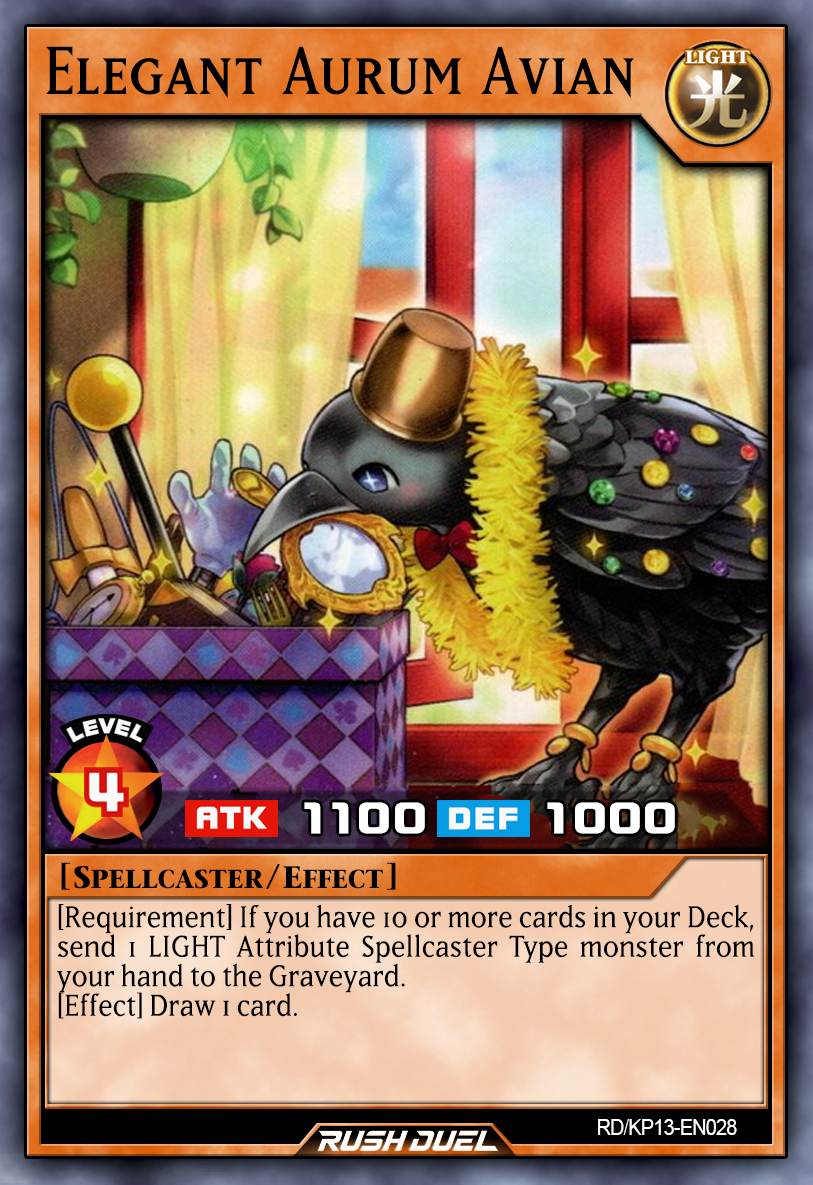 Elegant Aurum Avian
LIGHT
光
LEVEL
4
ATK 1100 DEF 1000
[Spellcaster/Effect]
[Requirement] If you have 10 or more cards in your Deck,
send 1 LIGHT Attribute Spellcaster Type monster from
your hand to the Graveyard.
[Effect] Draw 1 card.
RD/KP13-EN028
RUSH DUEL